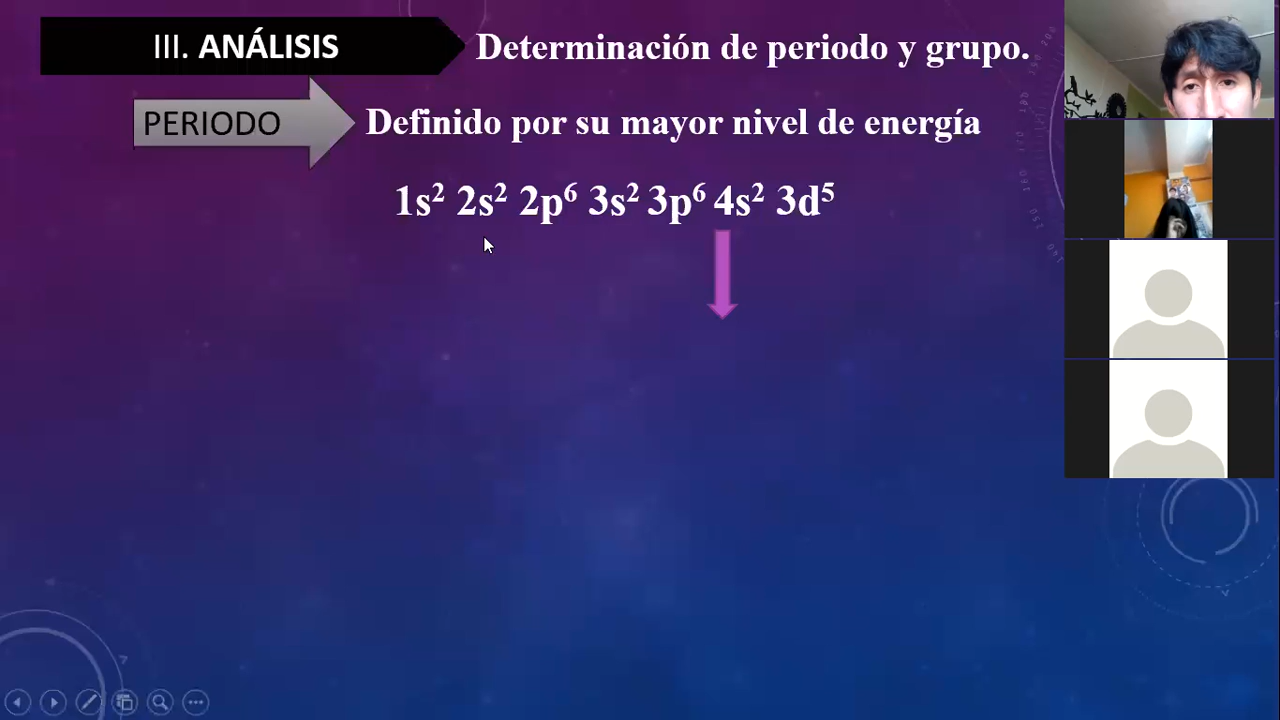 III. ANÁLISIS
Determinación de periodo y grupo.
PERIODO
Definido por su mayor nivel de energía
1s² 2s² 2p⁶ 3s² 3p⁶ 4s² 3d⁵